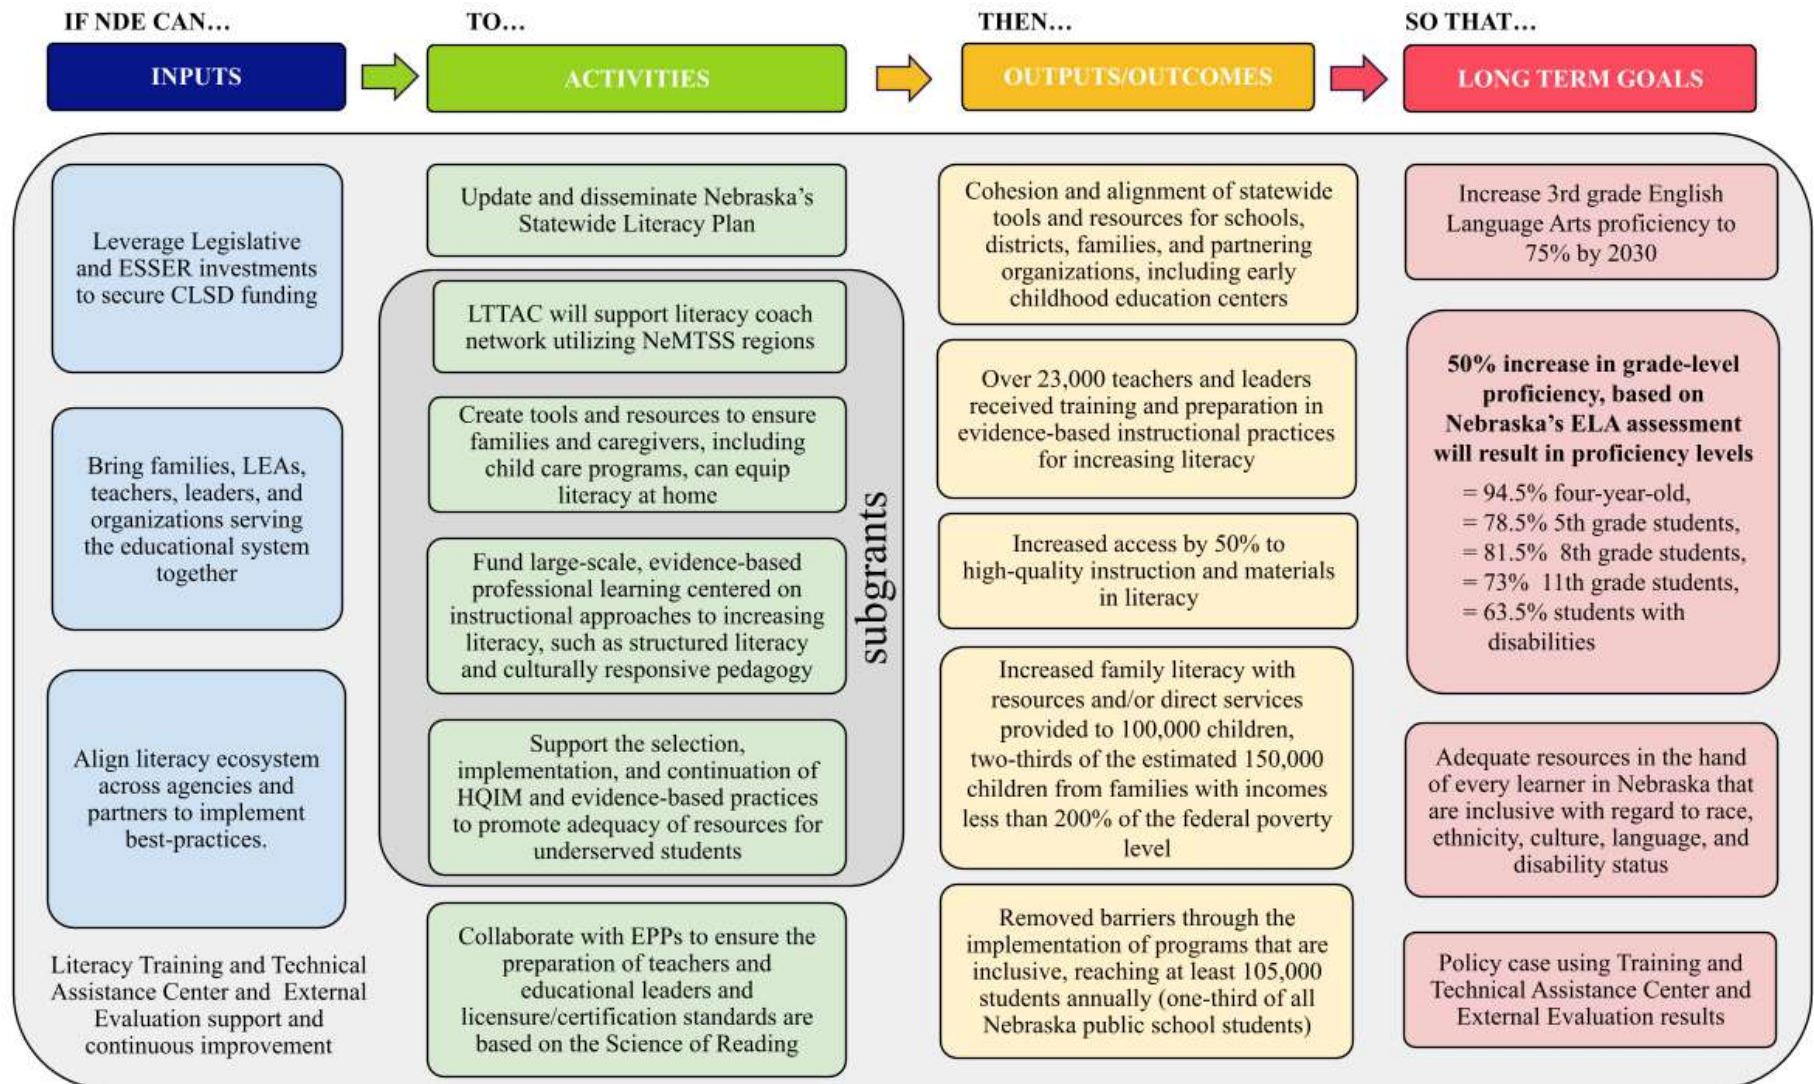 IF NDE CAN…
TO…
THEN…
SO THAT…
INPUTS
ACTIVITIES
OUTPUTS/OUTCOMES
LONG TERM GOALS
Leverage Legislative
and ESSER investments
to secure CLSD funding
Bring families, LEAs,
teachers, leaders, and
organizations serving
the educational system
together
Align literacy ecosystem
across agencies and
partners to implement
best-practices.
Literacy Training and Technical
Assistance Center and External
Evaluation support and
continuous improvement
Update and disseminate Nebraska’s
Statewide Literacy Plan
LTTAC will support literacy coach
network utilizing NeMTSS regions
Create tools and resources to ensure
families and caregivers, including
child care programs, can equip
literacy at home
Fund large-scale, evidence-based
professional learning centered on
instructional approaches to increasing
literacy, such as structured literacy
and culturally responsive pedagogy
Support the selection,
implementation, and continuation of
HQIM and evidence-based practices
to promote adequacy of resources for
underserved students
subgrants
Collaborate with EPPs to ensure the
preparation of teachers and
educational leaders and
licensure/certification standards are
based on the Science of Reading
Cohesion and alignment of statewide
tools and resources for schools,
districts, families, and partnering
organizations, including early
childhood education centers
Over 23,000 teachers and leaders
received training and preparation in
evidence-based instructional practices
for increasing literacy
Increased access by 50% to
high-quality instruction and materials
in literacy
Increased family literacy with
resources and/or direct services
provided to 100,000 children,
two-thirds of the estimated 150,000
children from families with incomes
less than 200% of the federal poverty
level
Removed barriers through the
implementation of programs that are
inclusive, reaching at least 105,000
students annually (one-third of all
Nebraska public school students)
Increase 3rd grade English
Language Arts proficiency to
75% by 2030
50% increase in grade-level
proficiency, based on
Nebraska’s ELA assessment
will result in proficiency levels
= 94.5% four-year-old,
= 78.5% 5th grade students,
= 81.5% 8th grade students,
= 73% 11th grade students,
= 63.5% students with
disabilities
Adequate resources in the hand
of every learner in Nebraska that
are inclusive with regard to race,
ethnicity, culture, language, and
disability status
Policy case using Training and
Technical Assistance Center and
External Evaluation results